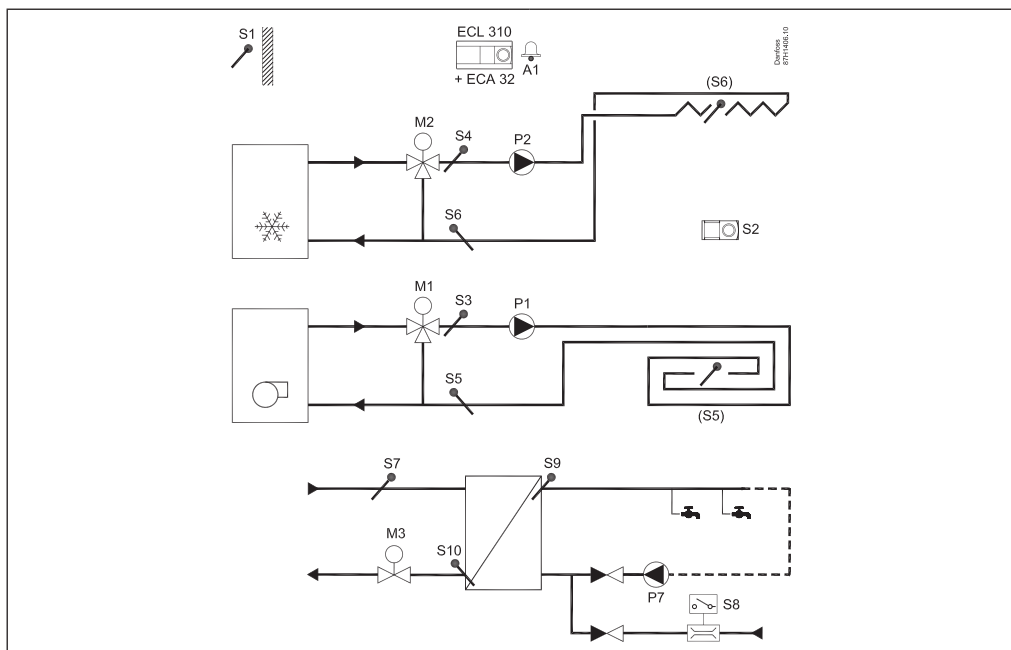 S1
ECL 310
+ ECA 32
A1
Danfoss
87H1406.10
(S6)
M2
S4
P2
S6
S2
M1
S3
P1
S5
(S5)
S7
S9
M3
S10
P7
S8